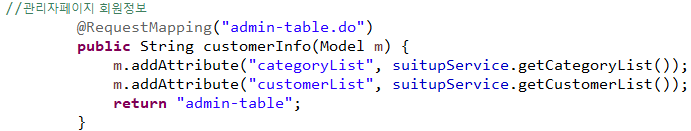 //관리자페이지 회원정보
@RequestMapping("admin-table.do")
public String customerInfo(Model m) {
m.addAttribute("categoryList", suitupService.getCategoryList());
m.addAttribute("customerList", suitupService.getCustomerList());
return "admin-table";
}